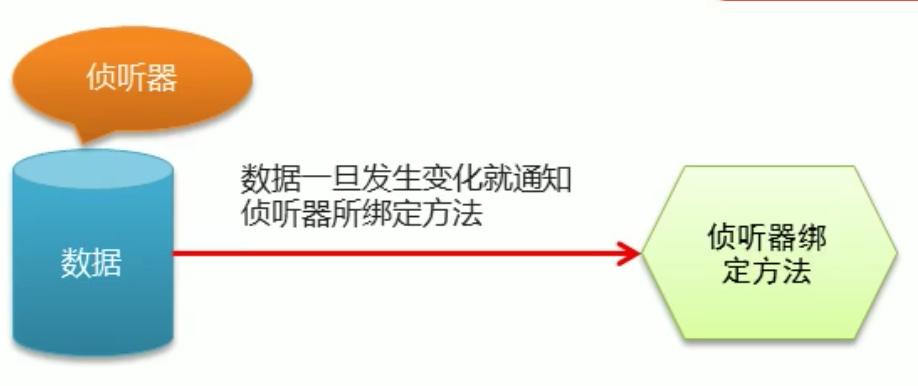 侦听器
数据一旦发生变化就通知
侦听器所绑定方法
数据
侦听器绑
定方法